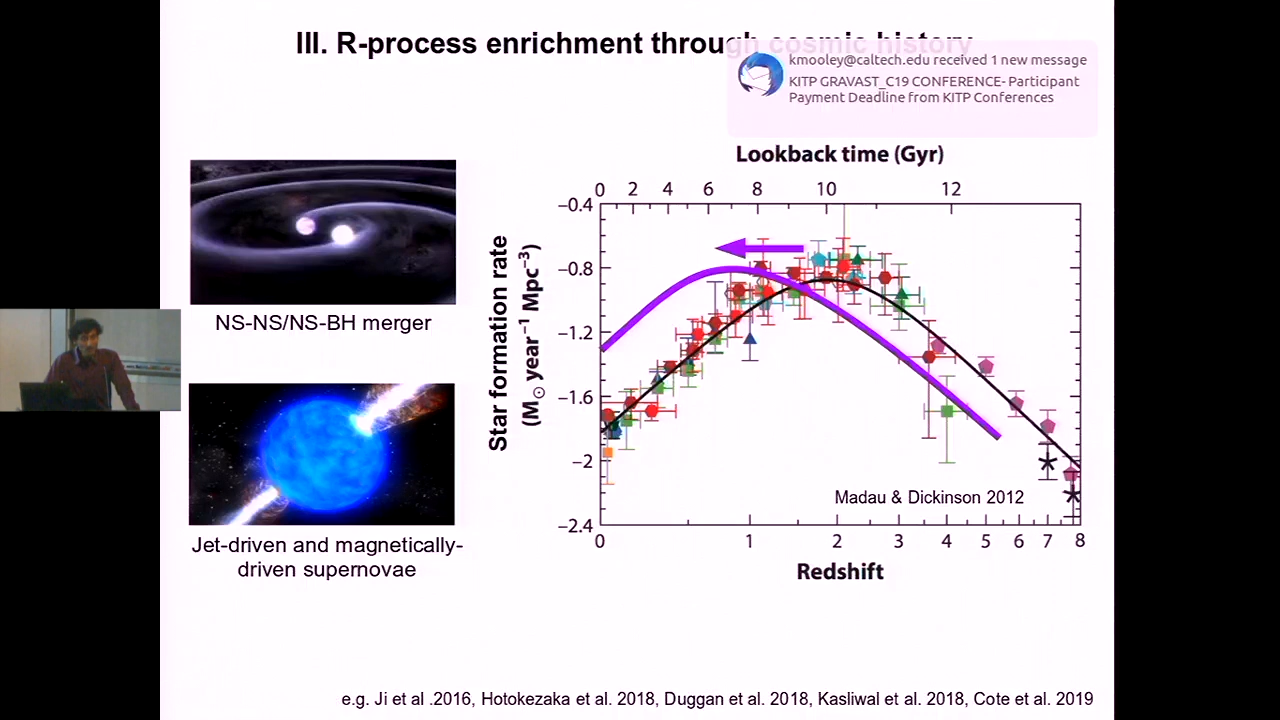 III. R-process enrichment through cosmic history
kmooley@caltech.edu received 1 new message
KITP GRAVAST_C19 CONFERENCE- Participant
Payment Deadline from KITP Conferences
NS-NS/NS-BH merger
Jet-driven and magnetically-
driven supernovae
Lookback time (Gyr)
0 2 4 6 8 10 12
Star formation rate
(M☉ year⁻¹ Mpc⁻³)
−0.4
−0.8
−1.2
−1.6
−2
−2.4
Madau & Dickinson 2012
0 1 2 3 4 5 6 7 8
Redshift
e.g. Ji et al .2016, Hotokezaka et al. 2018, Duggan et al. 2018, Kasliwal et al. 2018, Cote et al. 2019